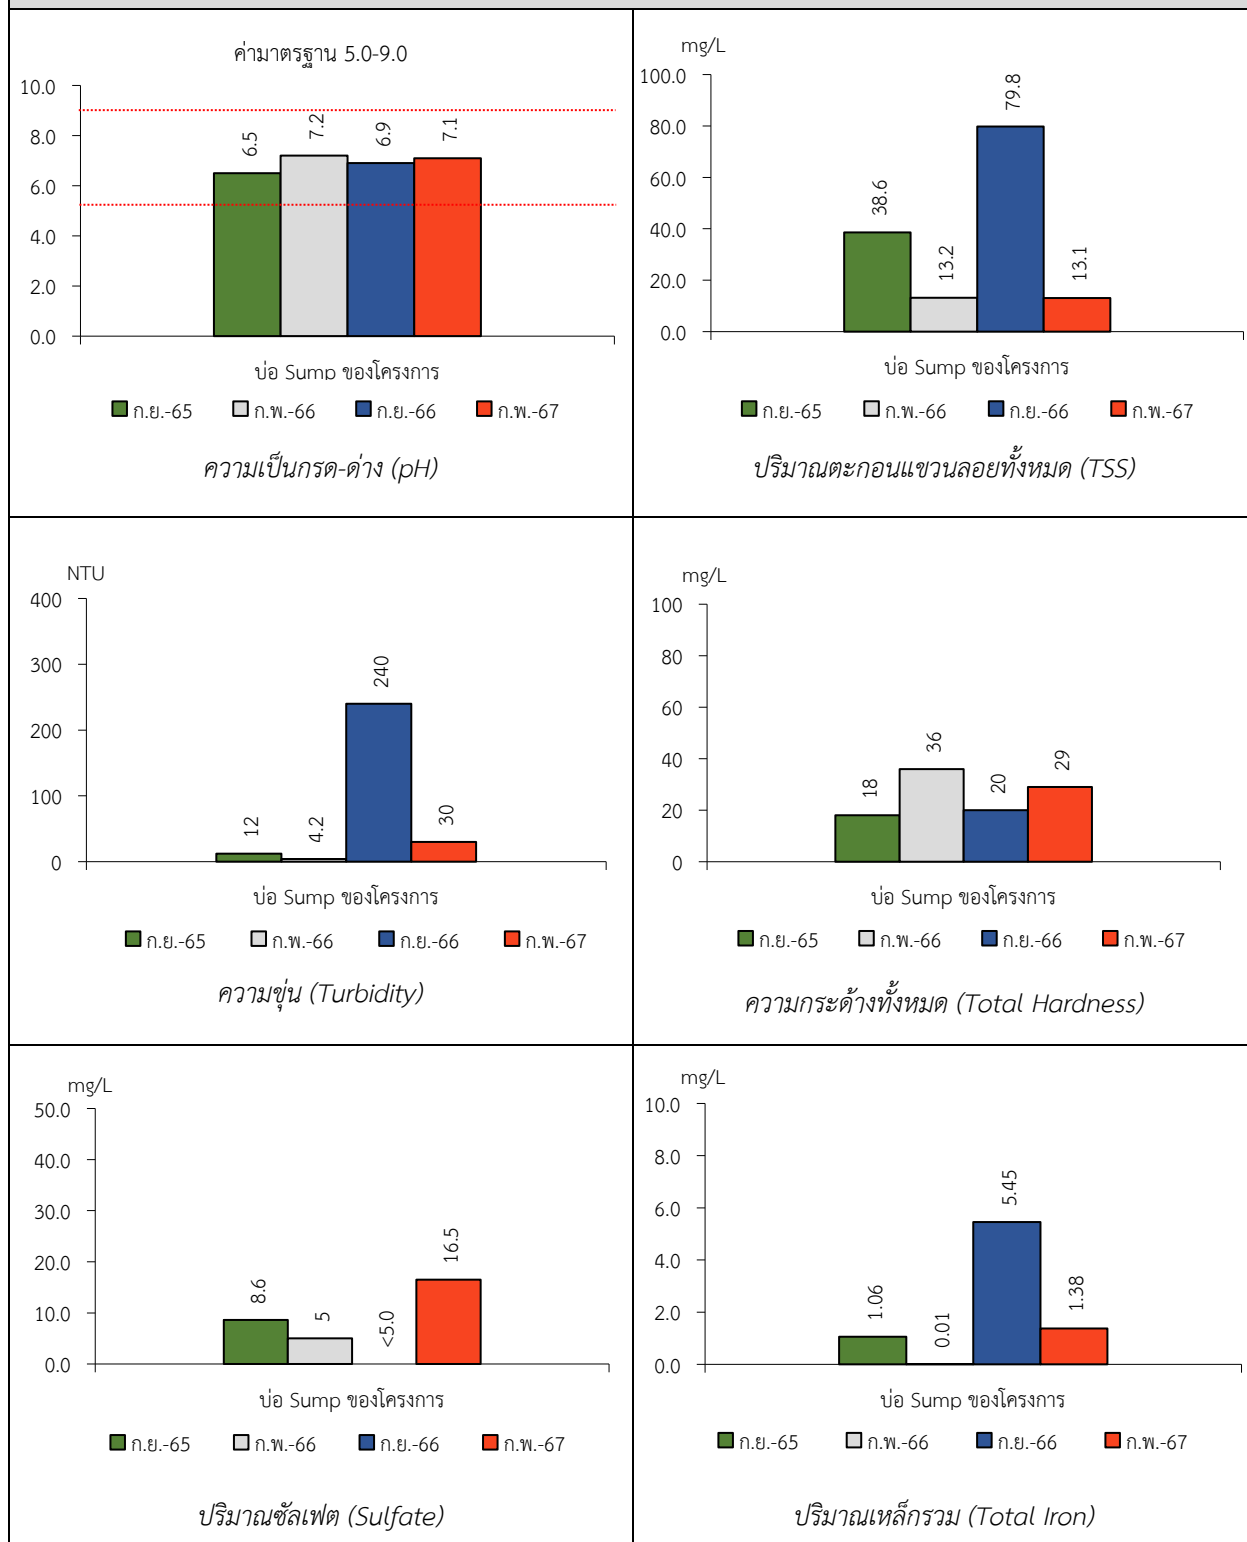 ค่ามาตรฐาน 5.0-9.0
10.0
8.0
6.0
4.0
2.0
0.0
6.5
7.2
6.9
7.1
บ่อ Sump ของโครงการ
ก.ย.-65 ก.พ.-66 ก.ย.-66 ก.พ.-67
ความเป็นกรด-ด่าง (pH)
mg/L
100.0
80.0
60.0
40.0
20.0
0.0
38.6
13.2
79.8
13.1
บ่อ Sump ของโครงการ
ก.ย.-65 ก.พ.-66 ก.ย.-66 ก.พ.-67
ปริมาณตะกอนแขวนลอยทั้งหมด (TSS)
NTU
400
300
200
100
0
12
4.2
240
30
บ่อ Sump ของโครงการ
ก.ย.-65 ก.พ.-66 ก.ย.-66 ก.พ.-67
ความขุ่น (Turbidity)
mg/L
100
80
60
40
20
0
18
36
20
29
บ่อ Sump ของโครงการ
ก.ย.-65 ก.พ.-66 ก.ย.-66 ก.พ.-67
ความกระด้างทั้งหมด (Total Hardness)
mg/L
50.0
40.0
30.0
20.0
10.0
0.0
8.6
5
<5.0
16.5
บ่อ Sump ของโครงการ
ก.ย.-65 ก.พ.-66 ก.ย.-66 ก.พ.-67
ปริมาณซัลเฟต (Sulfate)
mg/L
10.0
8.0
6.0
4.0
2.0
0.0
1.06
0.01
5.45
1.38
บ่อ Sump ของโครงการ
ก.ย.-65 ก.พ.-66 ก.ย.-66 ก.พ.-67
ปริมาณเหล็กรวม (Total Iron)